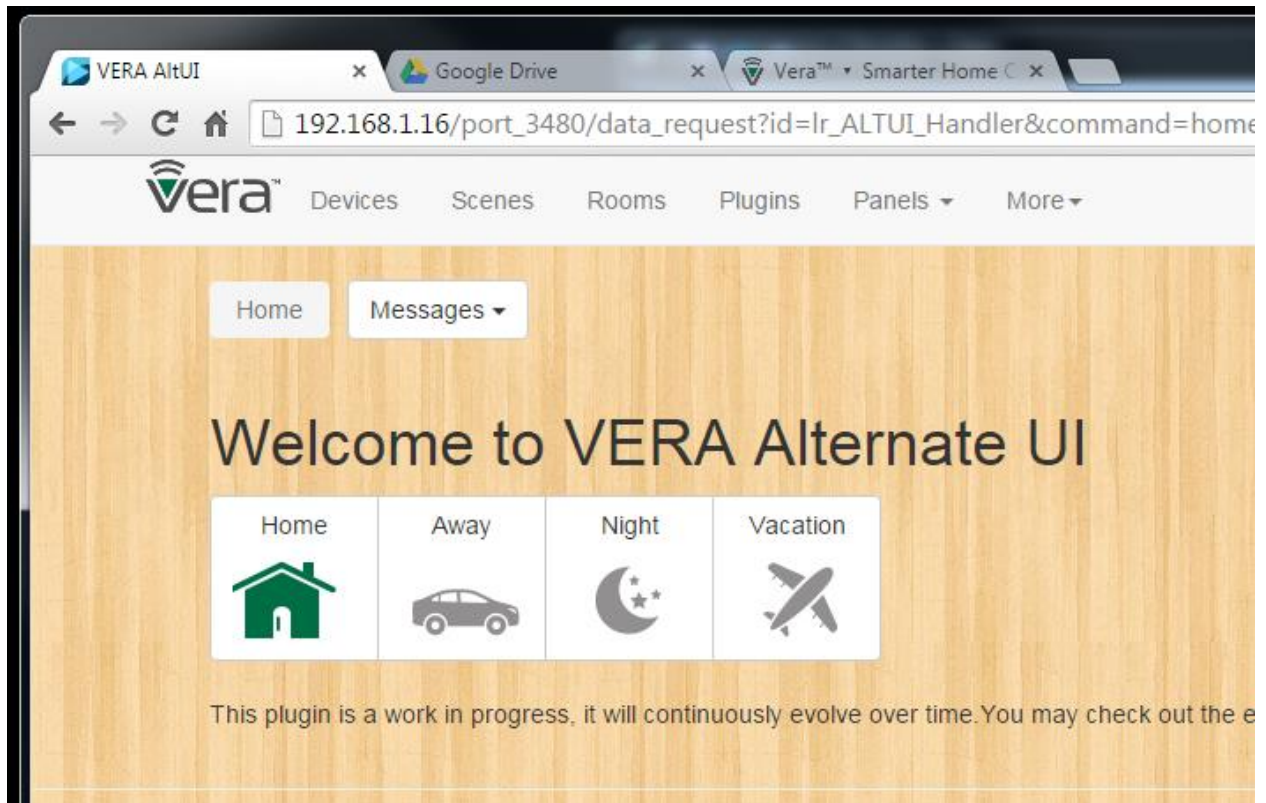 VERA AltUI Google Drive Vera™ • Smarter Home C
192.168.1.16/port_3480/data_request?id=lr_ALTUI_Handler&command=home
vera™ Devices Scenes Rooms Plugins Panels More
Home Messages
Welcome to VERA Alternate UI
Home Away Night Vacation
This plugin is a work in progress, it will continuously evolve over time.You may check out the e